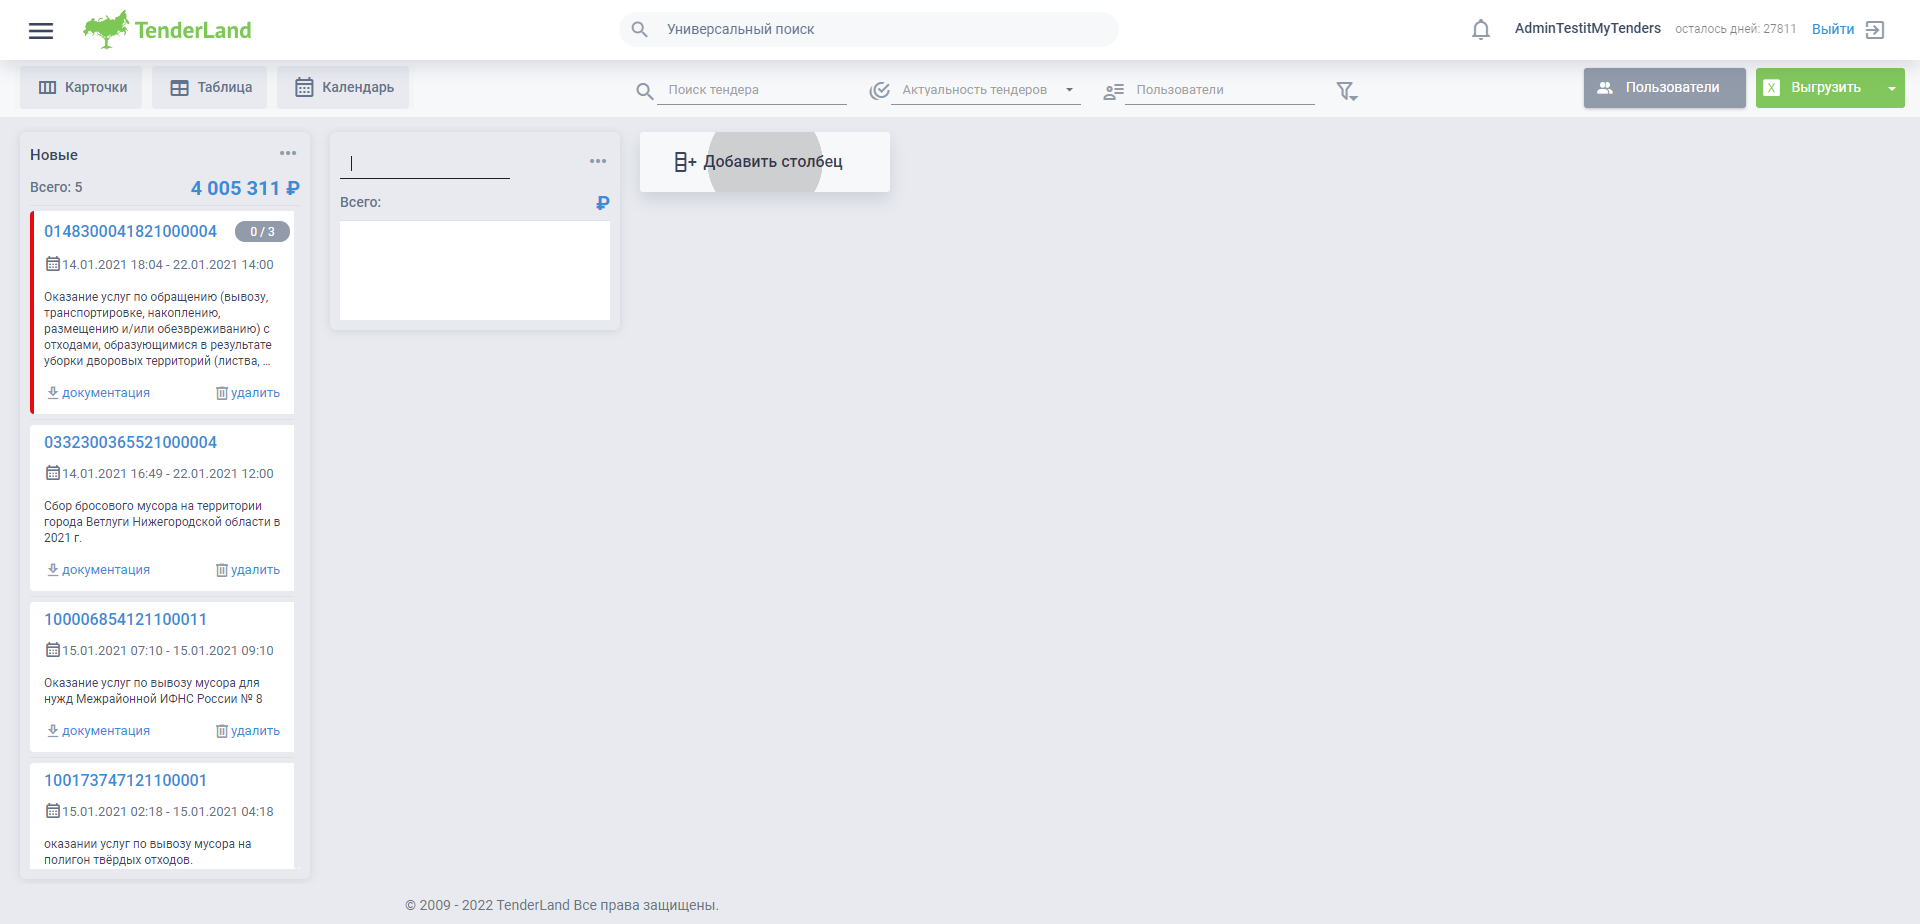 TenderLand
Универсальный поиск
AdminTestitMyTenders
осталось дней: 27811
Выйти
Карточки
Таблица
Календарь
Поиск тендера
Актуальность тендеров
Пользователи
Пользователи
X
Выгрузить
Новые
Всего: 5
4 005 311 ₽
0148300041821000004
0 / 3
14.01.2021 18:04 - 22.01.2021 14:00
Оказание услуг по обращению (вывозу,
транспортировке, накоплению,
размещению и/или обезвреживанию) с
отходами, образующимися в результате
уборки дворовых территорий (листва, ...
документация
удалить
0332300365521000004
14.01.2021 16:49 - 22.01.2021 12:00
Сбор бросового мусора на территории
города Ветлуги Нижегородской области в
2021 г.
документация
удалить
100006854121100011
15.01.2021 07:10 - 15.01.2021 09:10
Оказание услуг по вывозу мусора для
нужд Межрайонной ИФНС России № 8
документация
удалить
100173747121100001
15.01.2021 02:18 - 15.01.2021 04:18
оказании услуг по вывозу мусора на
полигон твёрдых отходов.
Всего:
₽
Добавить столбец
© 2009 - 2022 TenderLand Все права защищены.